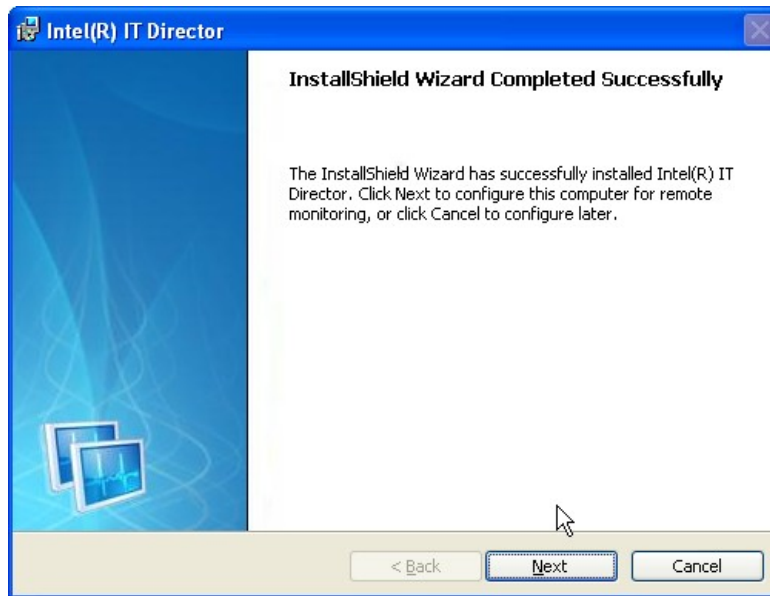 Intel(R) IT Director
InstallShield Wizard Completed Successfully
The InstallShield Wizard has successfully installed Intel(R) IT
Director. Click Next to configure this computer for remote
monitoring, or click Cancel to configure later.
< Back
Next
Cancel